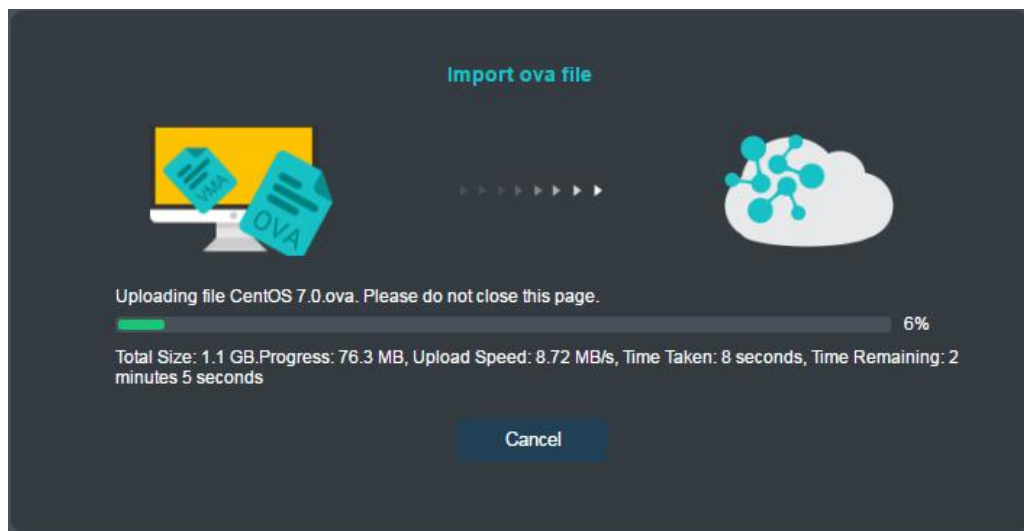 Import ova file
VMA
OVA
Uploading file CentOS 7.0.ova. Please do not close this page.
6%
Total Size: 1.1 GB.Progress: 76.3 MB, Upload Speed: 8.72 MB/s, Time Taken: 8 seconds, Time Remaining: 2
minutes 5 seconds
Cancel